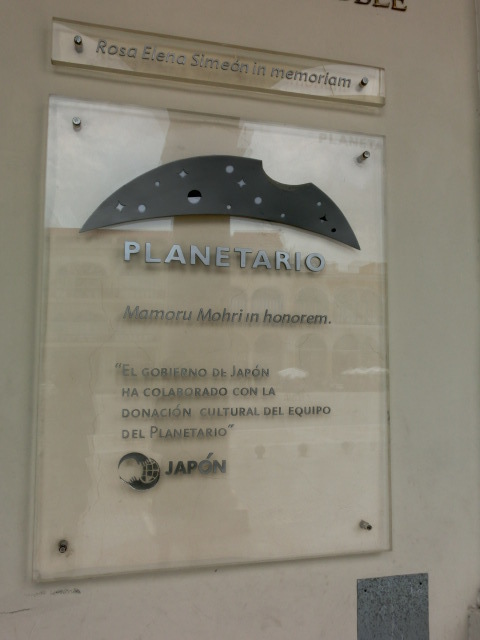 Rosa Elena Simeón in memoriam
PLANETARIO
Mamoru Mohri in honorem.
"EL GOBIERNO DE JAPÓN
HA COLABORADO CON LA
DONACIÓN CULTURAL DEL EQUIPO
DEL PLANETARIO"
JAPÓN